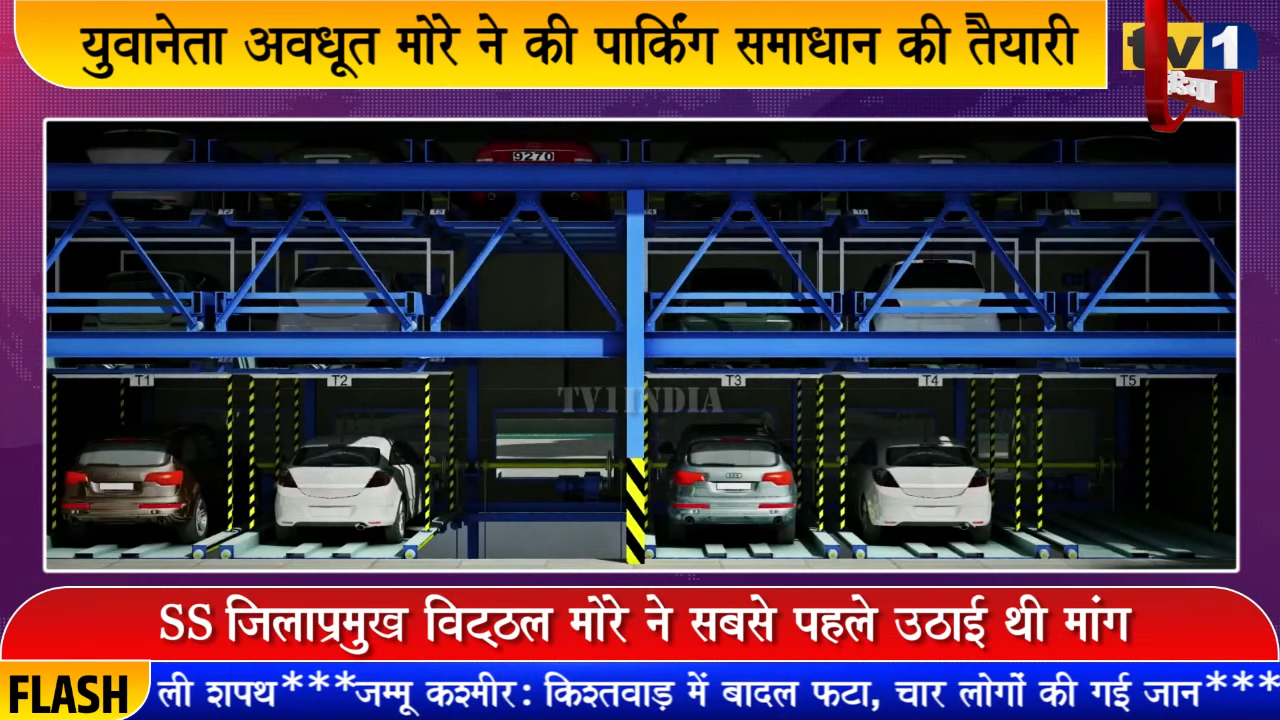 युवानेता अवधूत मोरे ने की पार्किंग समाधान की तैयारी
tv1
इंडिया
9270
T1
T2
T3
T4
T5
TV1INDIA
SS जिलाप्रमुख विट्ठल मोरे ने सबसे पहले उठाई थी मांग
FLASH
ली शपथ***जम्मू कश्मीर: किश्तवाड़ में बादल फटा, चार लोगों की गई जान***